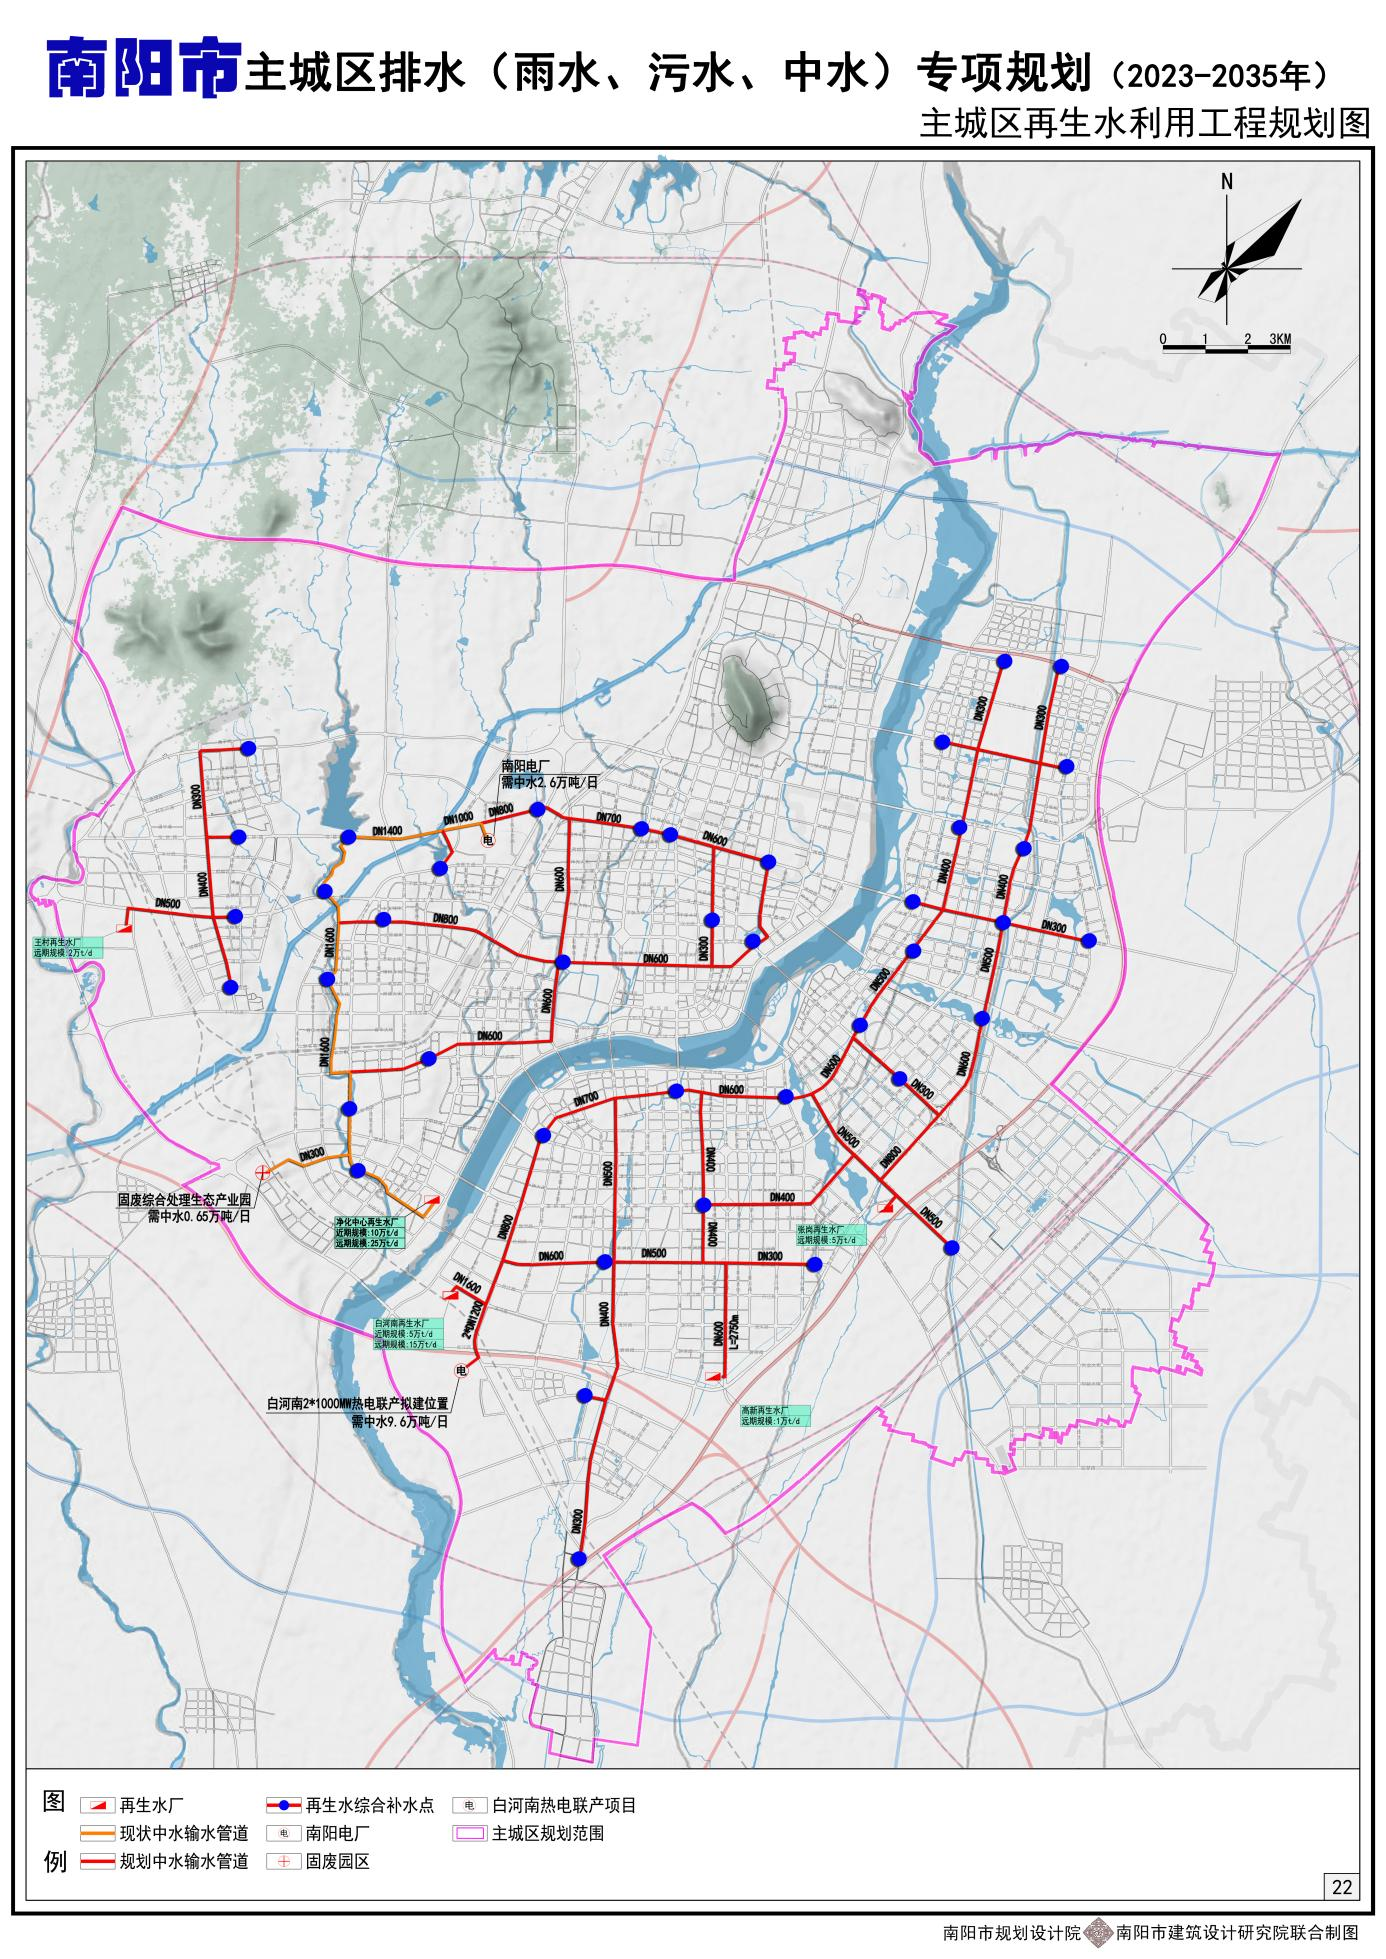 南阳市主城区排水（雨水、污水、中水）专项规划（2023-2035年）
主城区再生水利用工程规划图
N
0 1 2 3KM
南阳电厂
需中水2.6万吨/日
DN300
DN300
DN300
DN800
DN1000
DN1400
DN700
DN600
电
DN400
DN500
DN600
DN400
DN400
DN800
DN1600
DN300
DN600
DN300
王村再生水厂
远期规模:2万t/d
DN500
DN500
DN600
DN600
DN1600
DN600
DN600
DN300
DN700
DN600
DN500
DN800
DN300
DN500
DN400
DN400
固废综合处理生态产业园
需中水0.65万吨/日
净化中心再生水厂
近期规模:10万t/d
远期规模:25万t/d
DN800
DN400
张岗再生水厂
远期规模:5万t/d
DN500
DN600
DN500
DN300
DN1600
2*DN1200
白河南再生水厂
近期规模:5万t/d
远期规模:15万t/d
DN400
DN600
L=2750m
电
白河南2*1000MW热电联产拟建位置
需中水9.6万吨/日
高新再生水厂
远期规模:1万t/d
DN300
图例
再生水厂
再生水综合补水点
电 白河南热电联产项目
现状中水输水管道
电 南阳电厂
主城区规划范围
规划中水输水管道
固废园区
22
南阳市规划设计院 南阳市建筑设计研究院联合制图